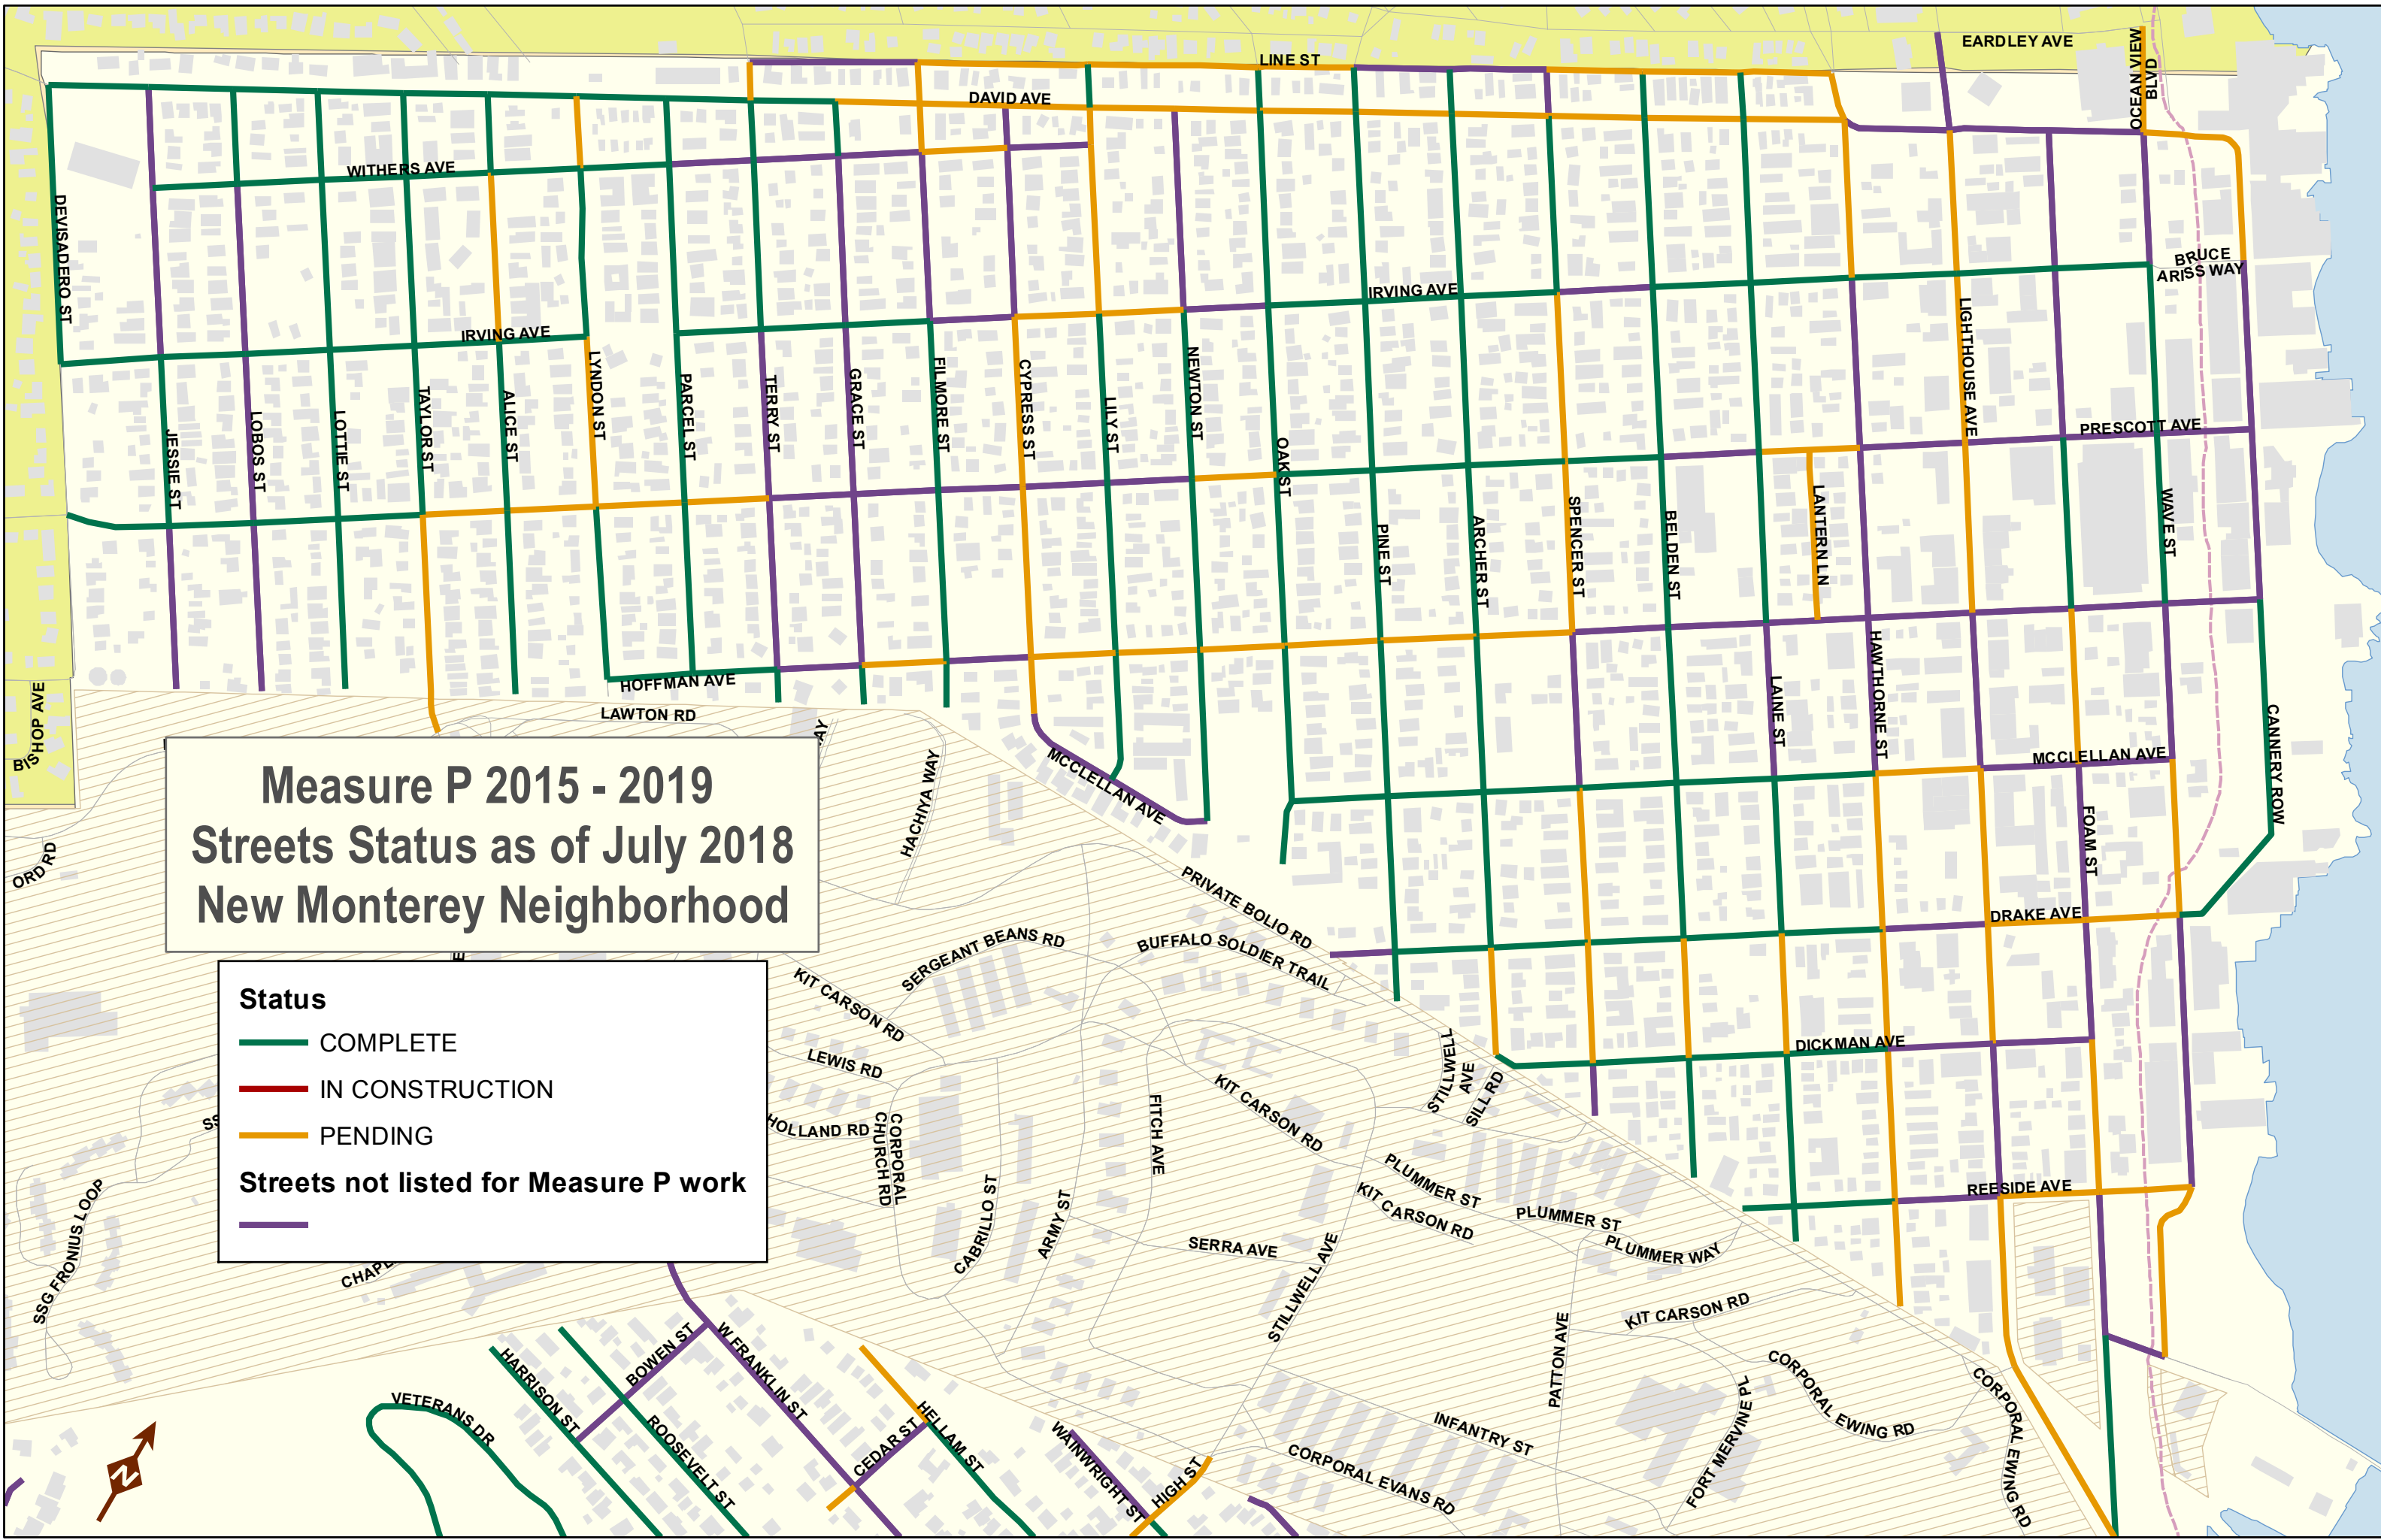 EARDLEY AVE
OCEAN VIEW
BLVD
LINE ST
DAVID AVE
WITHERS AVE
DEVISADERO ST
BRUCE
ARISS WAY
IRVING AVE
IRVING AVE
LIGHTHOUSE AVE
JESSIE ST
LOBOS ST
LOTTIE ST
TAYLOR ST
ALICE ST
LYNDON ST
PARCEL ST
TERRY ST
GRACE ST
FILMORE ST
CYPRESS ST
LILY ST
NEWTON ST
OAK ST
PINE ST
ARCHER ST
SPENCER ST
BELDEN ST
LANTERN LN
PRESCOTT AVE
WAVE ST
LAINE ST
HAWTHORNE ST
CANNERY ROW
HOFFMAN AVE
LAWTON RD
BISHOP AVE
HACHIYA WAY
MCCLELLAN AVE
MCCLELLAN AVE
FOAM ST
Measure P 2015 - 2019
Streets Status as of July 2018
New Monterey Neighborhood
ORD RD
PRIVATE BOLIO RD
DRAKE AVE
SERGEANT BEANS RD
BUFFALO SOLDIER TRAIL
KIT CARSON RD
Status
COMPLETE
IN CONSTRUCTION
PENDING
Streets not listed for Measure P work
LEWIS RD
HOLLAND RD
CORPORAL
CHURCH RD
FITCH AVE
KIT CARSON RD
STILLWELL
AVE
SILL RD
DICKMAN AVE
SSG FRONIUS LOOP
CABRILLO ST
ARMY ST
SERRA AVE
STILLWELL AVE
PLUMMER ST
KIT CARSON RD
PLUMMER ST
PLUMMER WAY
REESIDE AVE
KIT CARSON RD
PATTON AVE
CORPORAL EWING RD
FORT MERVINE PL
CORPORAL EWING RD
INFANTRY ST
CORPORAL EVANS RD
VETERANS DR
HARRISON ST
BOWEN ST
ROOSEVELT ST
W FRANKLIN ST
CEDAR ST
HELLAM ST
WAINWRIGHT ST
HIGH ST
N